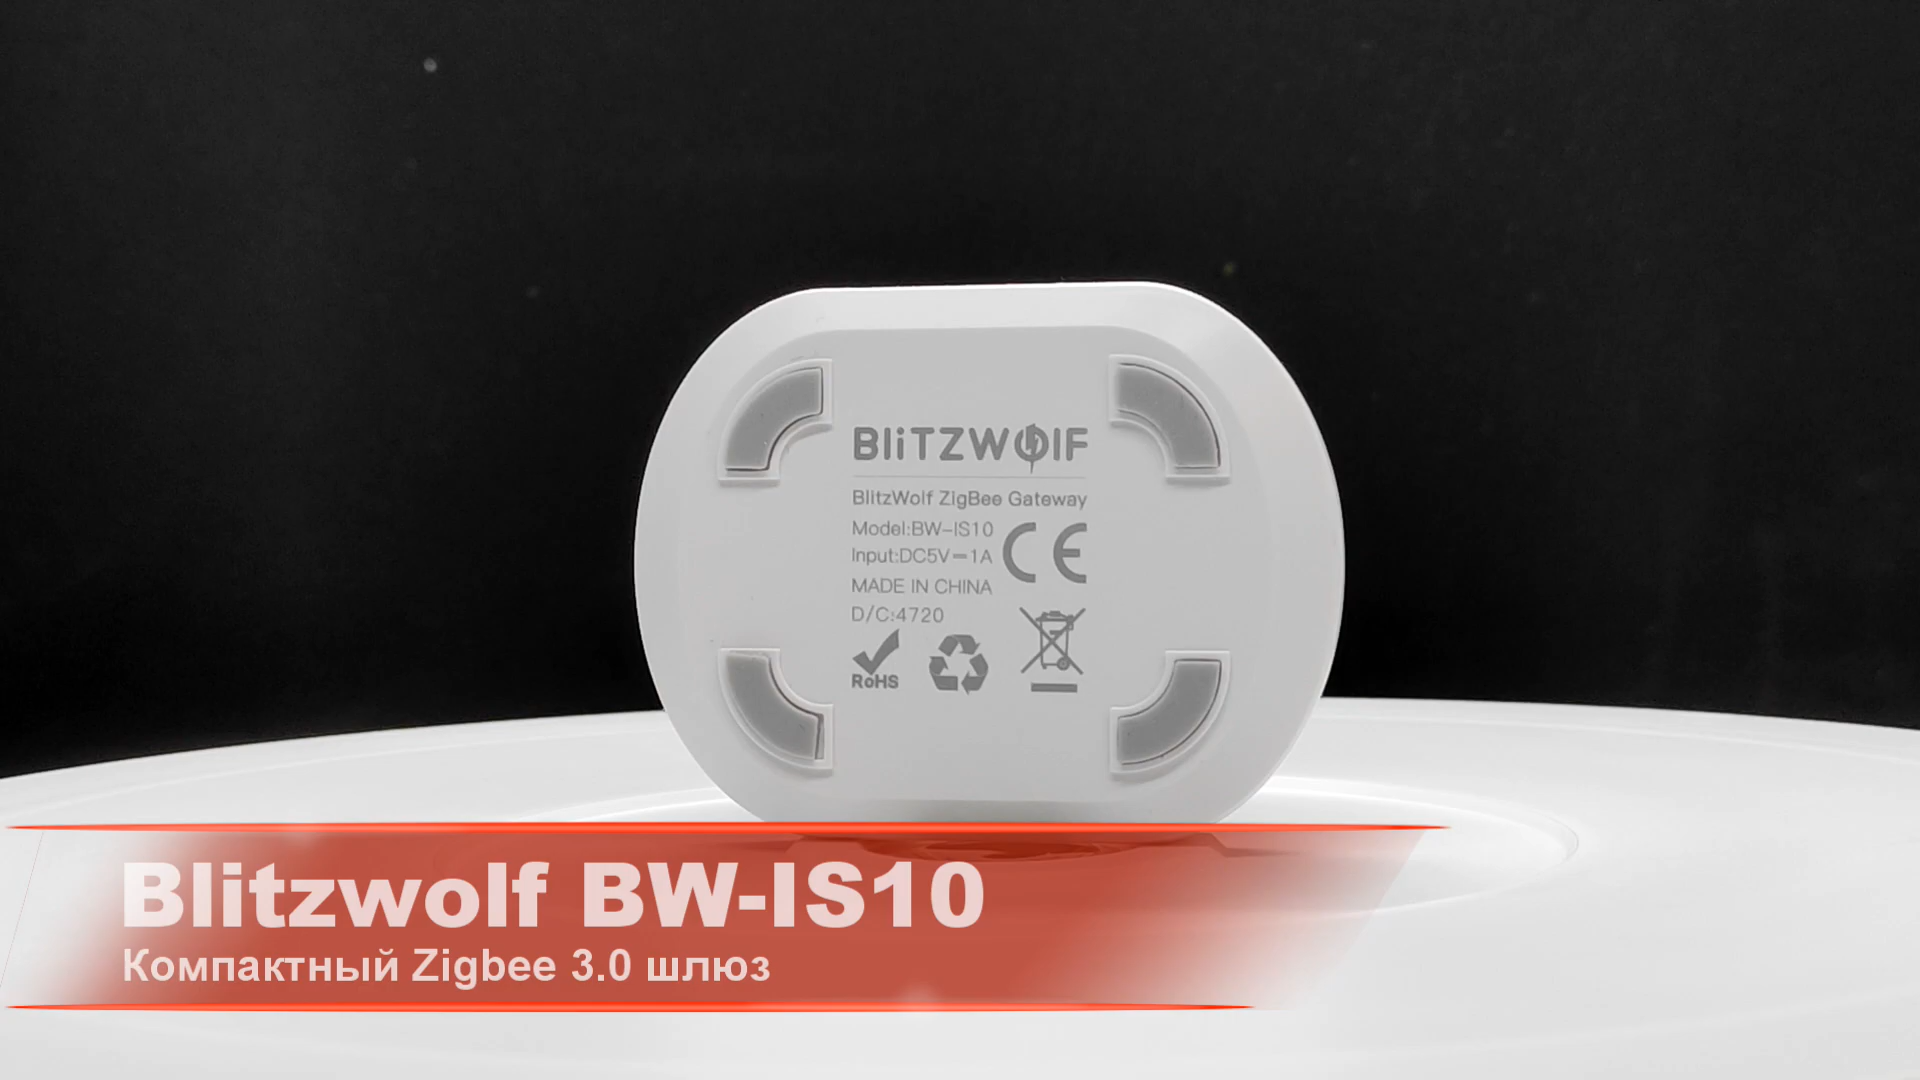 BLiTZWOlF
BlitzWolf ZigBee Gateway
Model:BW-IS10
Input:DC5V⎓1A
CE
MADE IN CHINA
D/C:4720
RoHS
Blitzwolf BW-IS10
Компактный Zigbee 3.0 шлюз